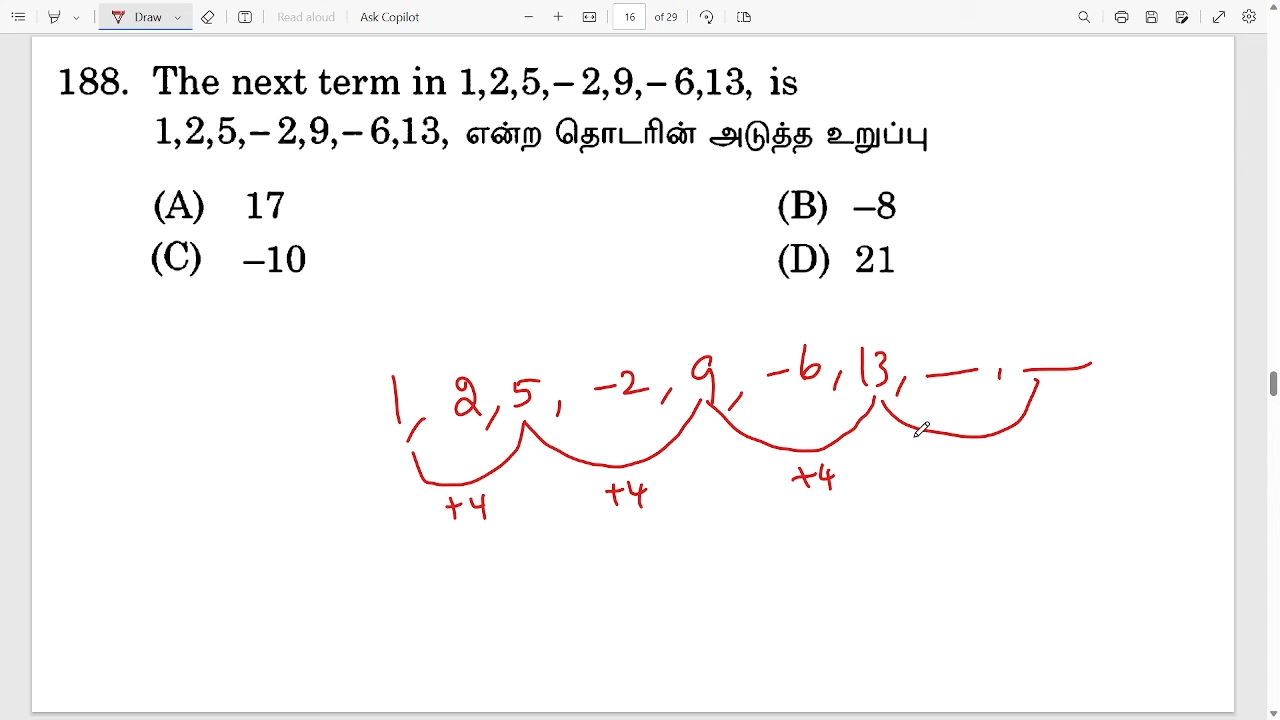 Draw
Read aloud
Ask Copilot
16
of 29
188. The next term in 1,2,5,–2,9,–6,13, is
1,2,5,–2,9,–6,13, என்ற தொடரின் அடுத்த உறுப்பு
(A) 17
(B) –8
(C) –10
(D) 21
1, 2, 5, -2, 9, -6, 13, — , —
+4 +4 +4